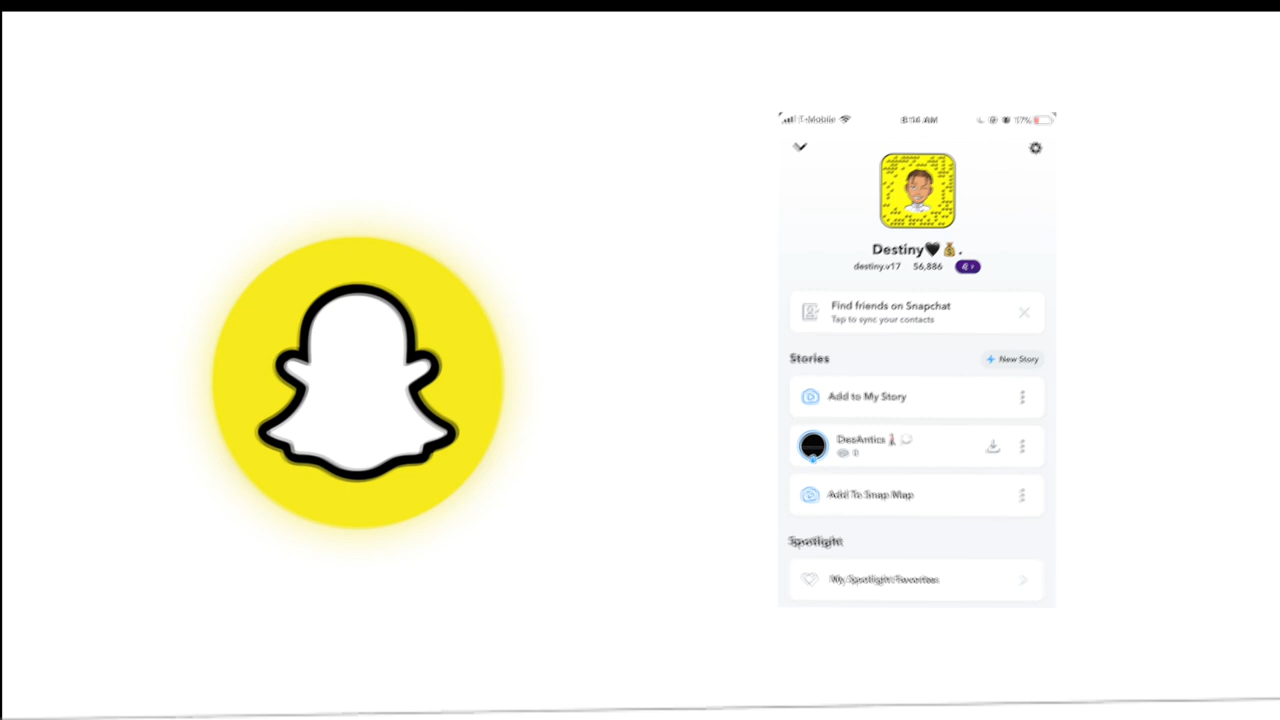 T-Mobile 8:14 AM 17%
Destiny🖤💰.
destiny.v17 56,886
Find friends on Snapchat
Tap to sync your contacts
Stories
+ New Story
Add to My Story
DesAntics
0
Add To Snap Map
Spotlight
My Spotlight Favorites